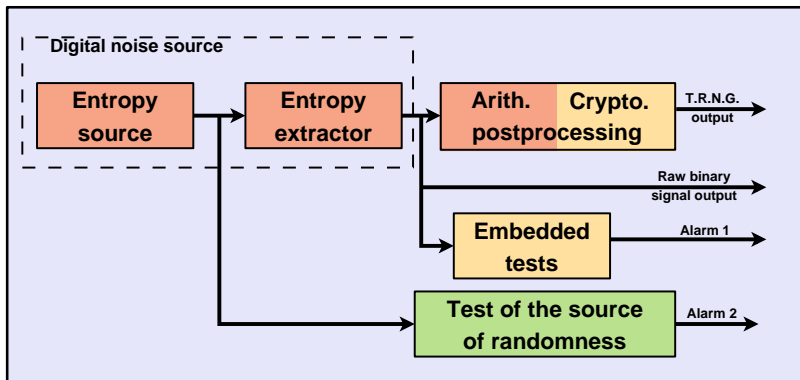 Digital noise source
Entropy
source
Entropy
extractor
Arith. Crypto.
postprocessing
T.R.N.G.
output
Raw binary
signal output
Embedded
tests
Alarm 1
Test of the source
of randomness
Alarm 2